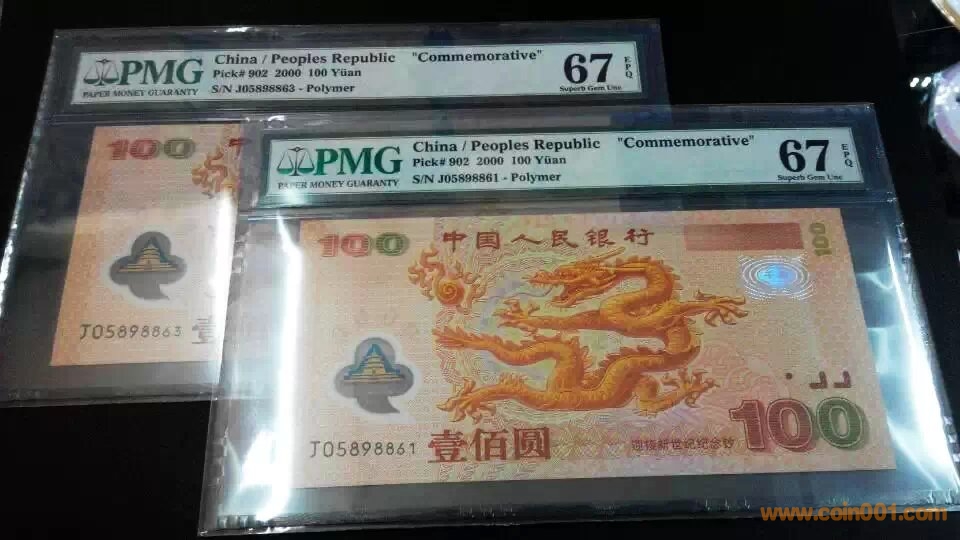 PMG
PAPER MONEY GUARANTY
China / Peoples Republic "Commemorative"
Pick# 902 2000 100 Yüan
S/N J05898863 - Polymer
67
EPQ
Superb Gem Unc
100
J05898863
壹
PMG
PAPER MONEY GUARANTY
China / Peoples Republic "Commemorative"
Pick# 902 2000 100 Yüan
S/N J05898861 - Polymer
67
EPQ
Superb Gem Unc
100
中国人民银行
100
J05898861
壹佰圆
迎接新世纪纪念钞
100
www.coin001.com